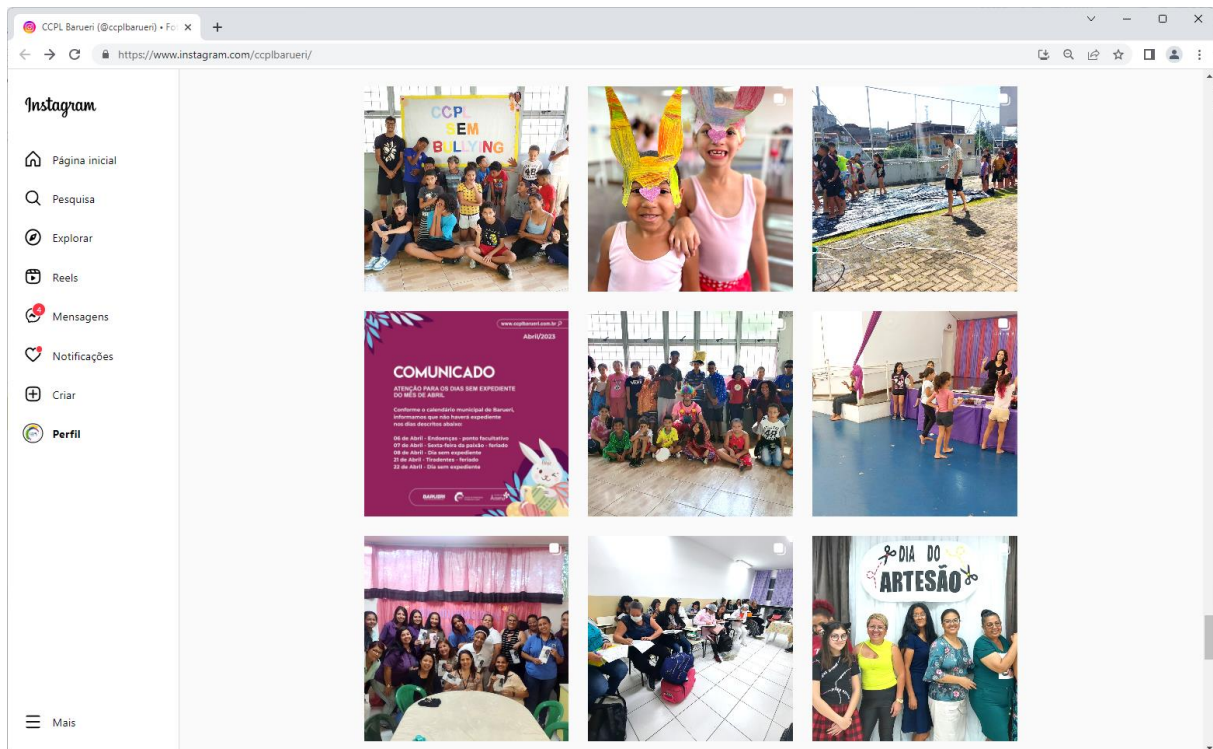 CCPL Barueri (@ccplbarueri) • Fo
https://www.instagram.com/ccplbarueri/
Instagram
Página inicial
Pesquisa
Explorar
Reels
4
Mensagens
Notificações
Criar
Perfil
Mais
CCPL
SEM
BULLYING
www.ccplbarueri.com.br
Abril/2023
COMUNICADO
ATENÇÃO PARA OS DIAS SEM EXPEDIENTE
DO MÊS DE ABRIL
Conforme o calendário municipal de Barueri,
informamos que não haverá expediente
nos dias descritos abaixo:
06 de Abril - Endoenças - ponto facultativo
07 de Abril - Sexta-feira da paixão - feriado
08 de Abril - Dia sem expediente
21 de Abril - Tiradentes - feriado
22 de Abril - Dia sem expediente
BARUERI
DIA DO
ARTESÃO